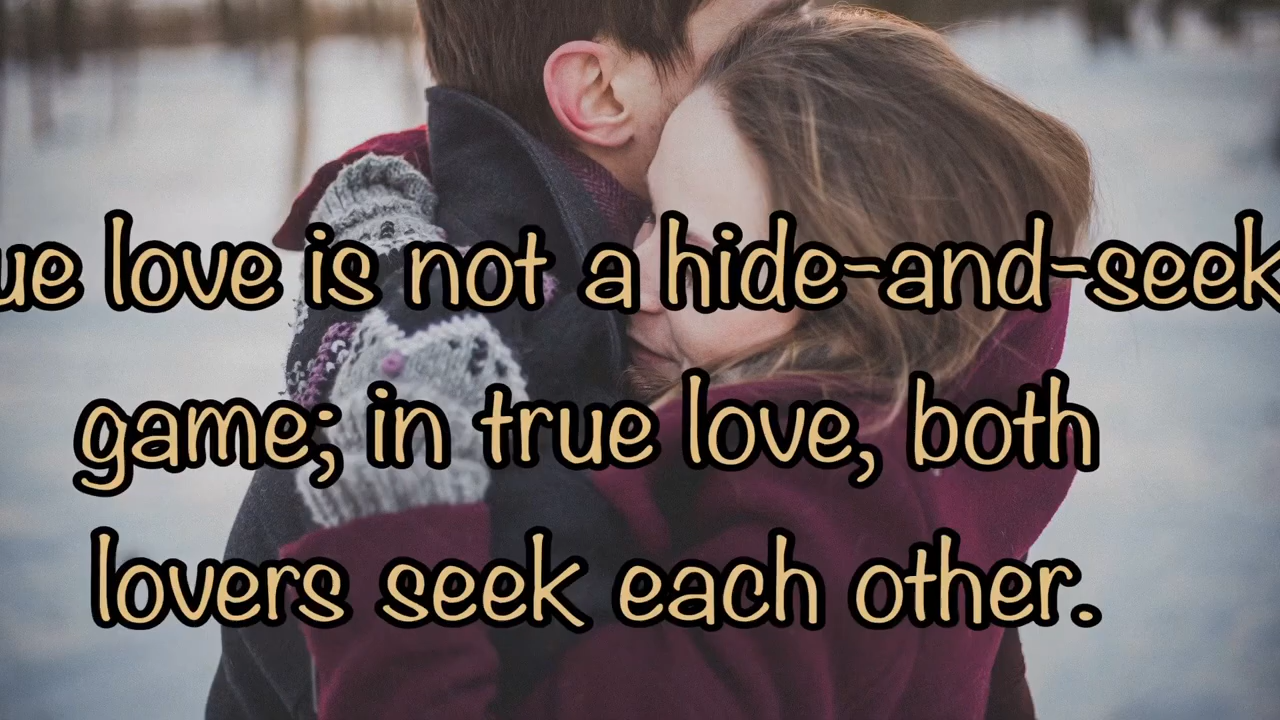 ue love is not a hide-and-seek
game; in true love, both
lovers seek each other.